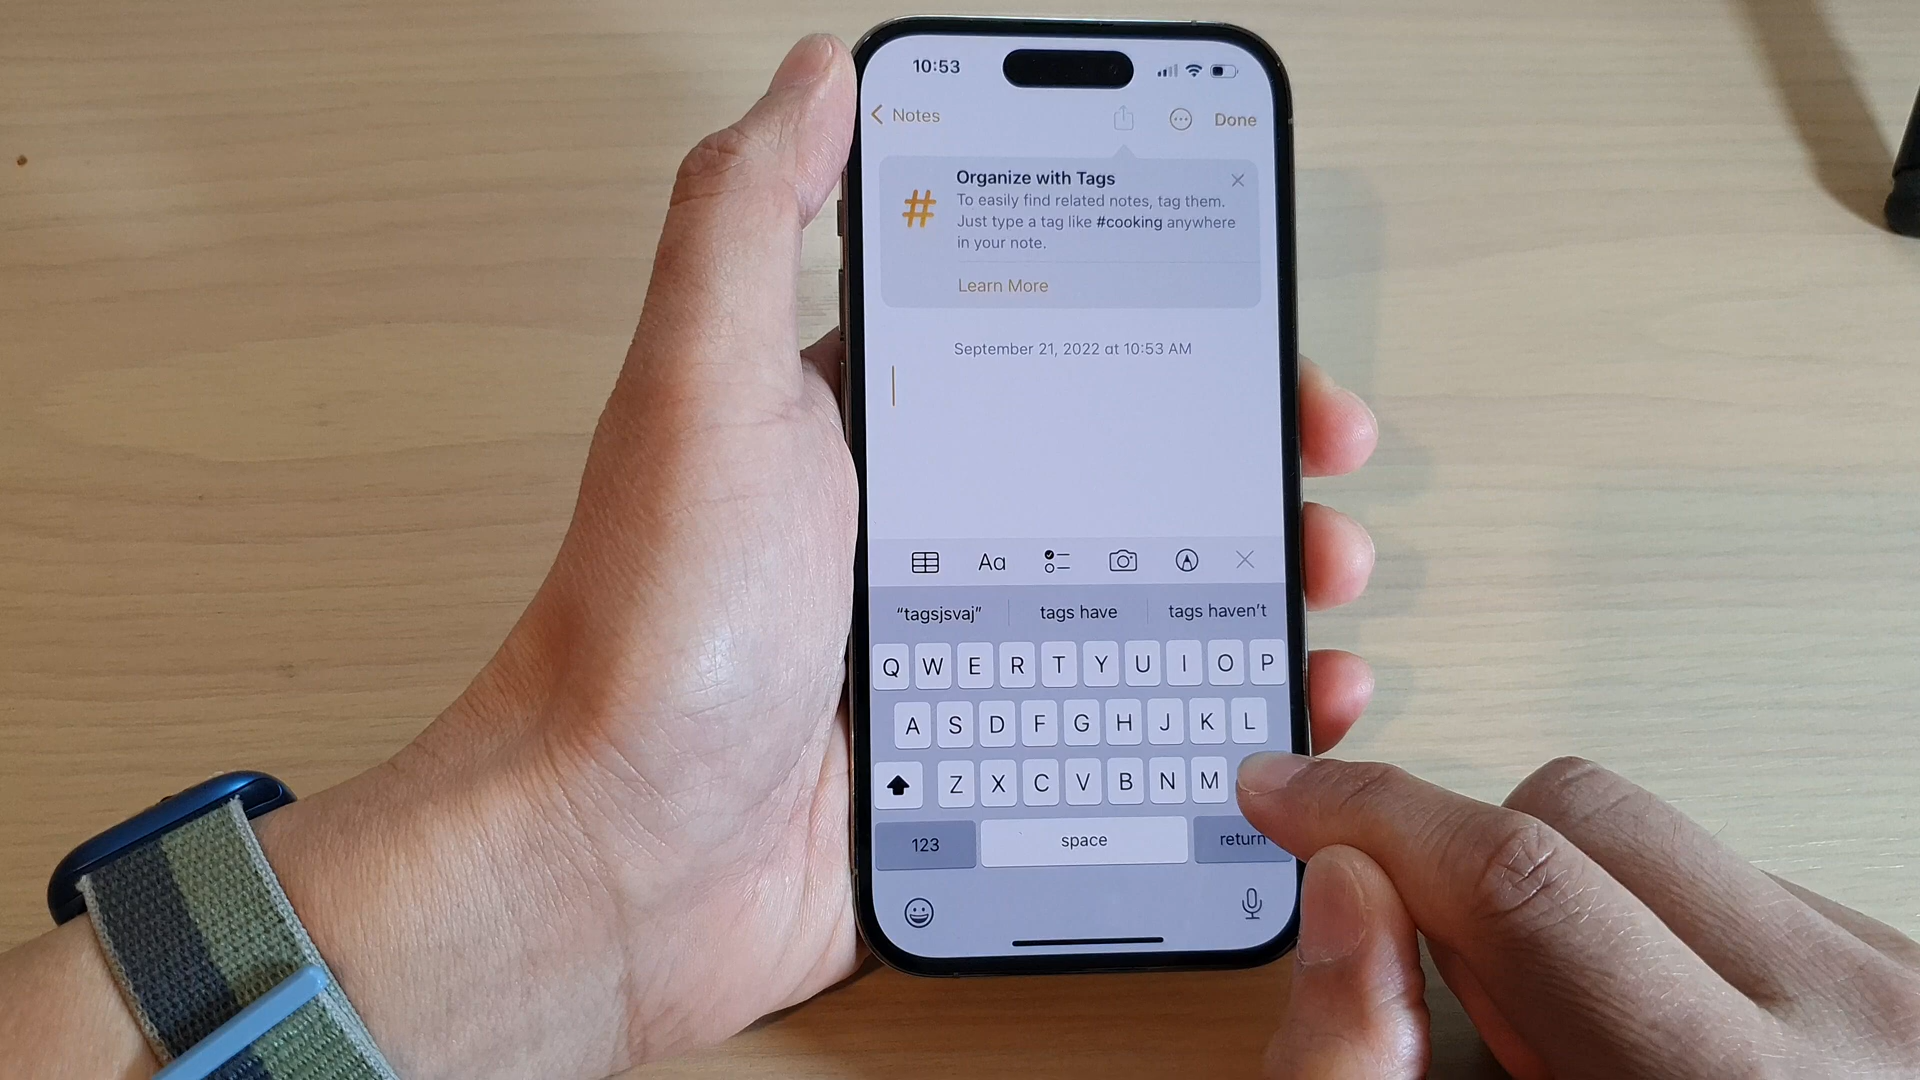 10:53
Notes
Done
Organize with Tags
To easily find related notes, tag them.
Just type a tag like #cooking anywhere
in your note.
Learn More
September 21, 2022 at 10:53 AM
Aa
“tagsjsvaj” tags have tags haven’t
Q W E R T Y U I O P
A S D F G H J K L
Z X C V B N M
123 space return